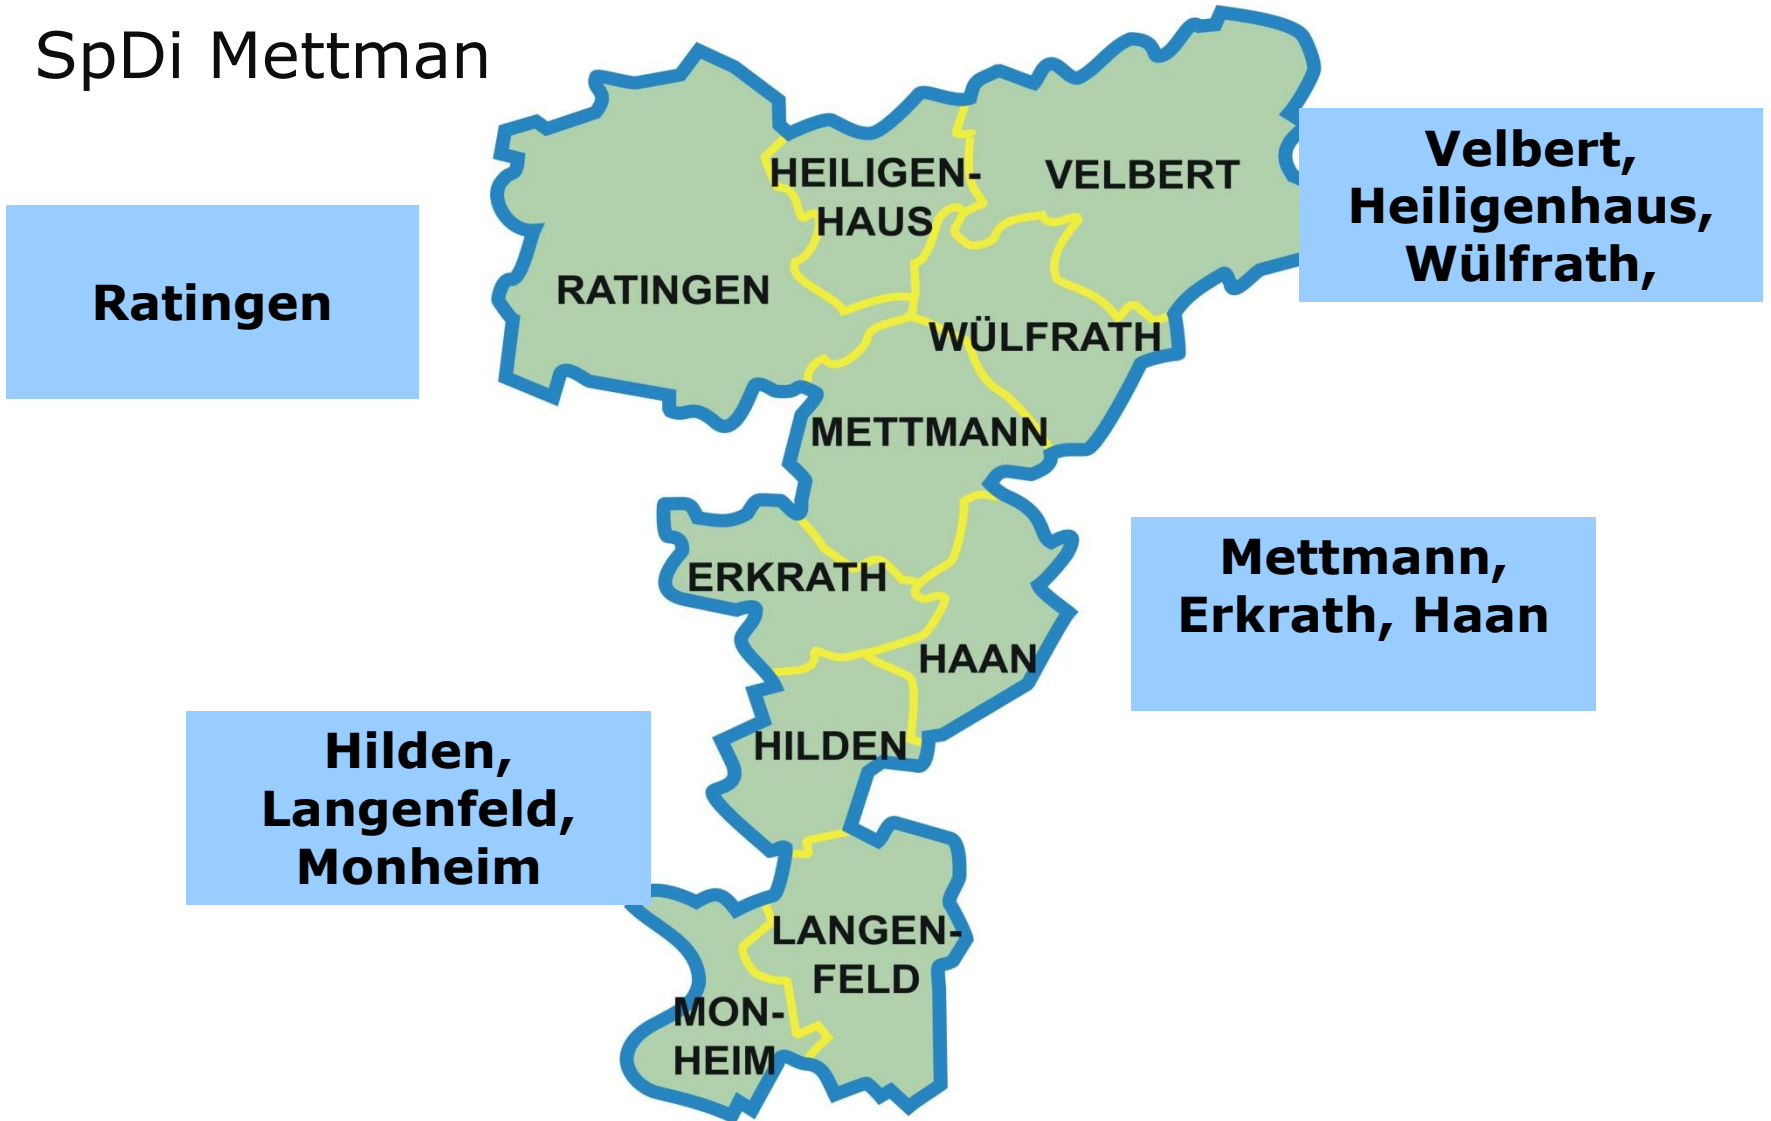 SpDi Mettman
Velbert,
Heiligenhaus,
Wülfrath,
Ratingen
Mettmann,
Erkrath, Haan
Hilden,
Langenfeld,
Monheim
HEILIGEN-
HAUS
VELBERT
RATINGEN
WÜLFRATH
METTMANN
ERKRATH
HAAN
HILDEN
LANGEN-
FELD
MON-
HEIM